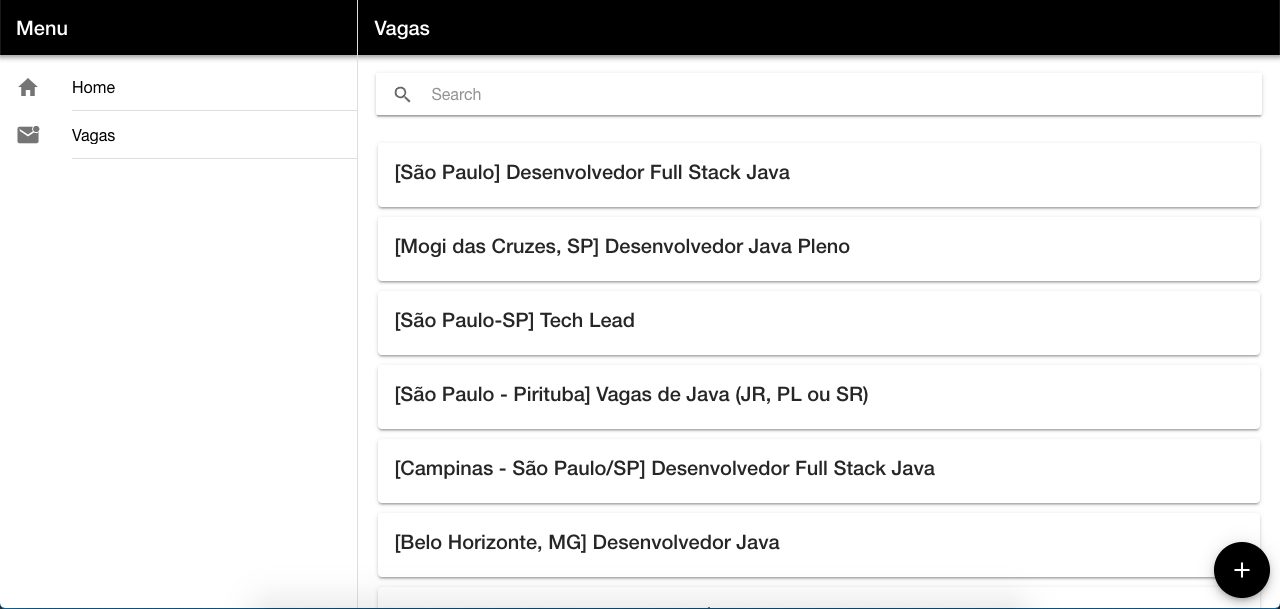 Menu
Vagas
Home
Vagas
Search
[São Paulo] Desenvolvedor Full Stack Java
[Mogi das Cruzes, SP] Desenvolvedor Java Pleno
[São Paulo-SP] Tech Lead
[São Paulo - Pirituba] Vagas de Java (JR, PL ou SR)
[Campinas - São Paulo/SP] Desenvolvedor Full Stack Java
[Belo Horizonte, MG] Desenvolvedor Java